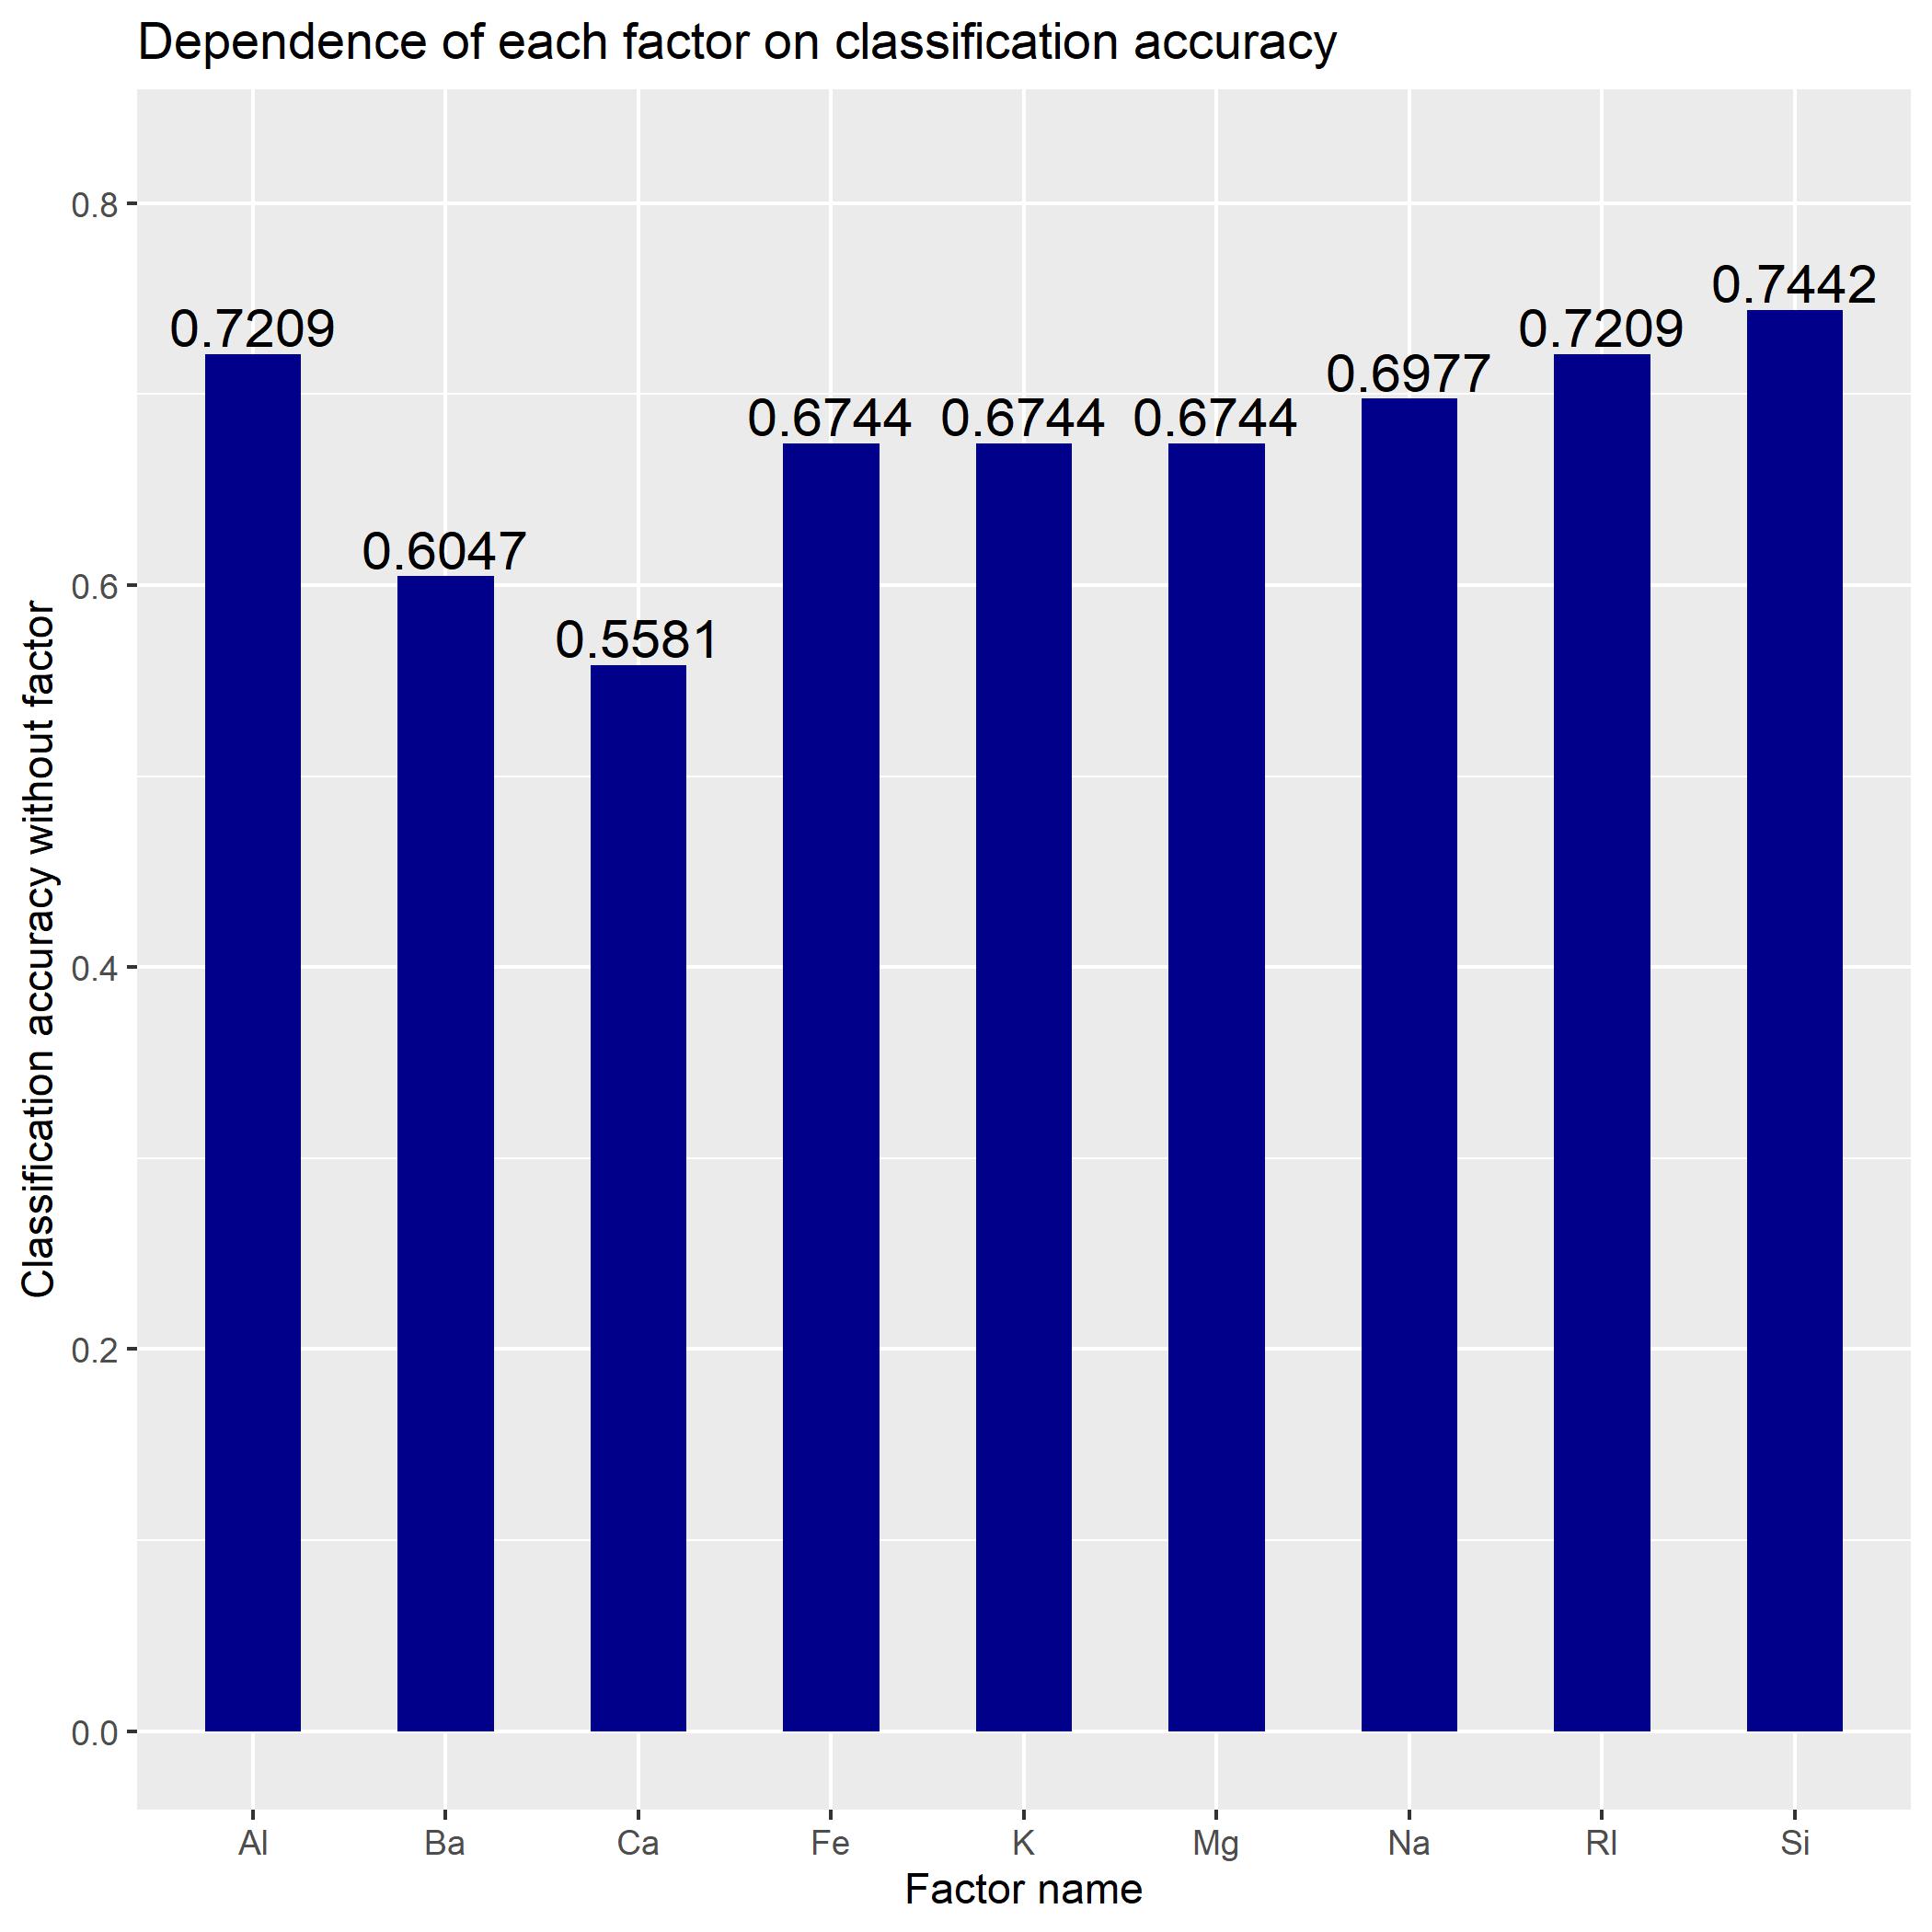 Dependence of each factor on classification accuracy
Classification accuracy without factor
0.8
0.6
0.4
0.2
0.0
0.7209
0.6047
0.5581
0.6744
0.6744
0.6744
0.6977
0.7209
0.7442
Al
Ba
Ca
Fe
K
Mg
Na
RI
Si
Factor name